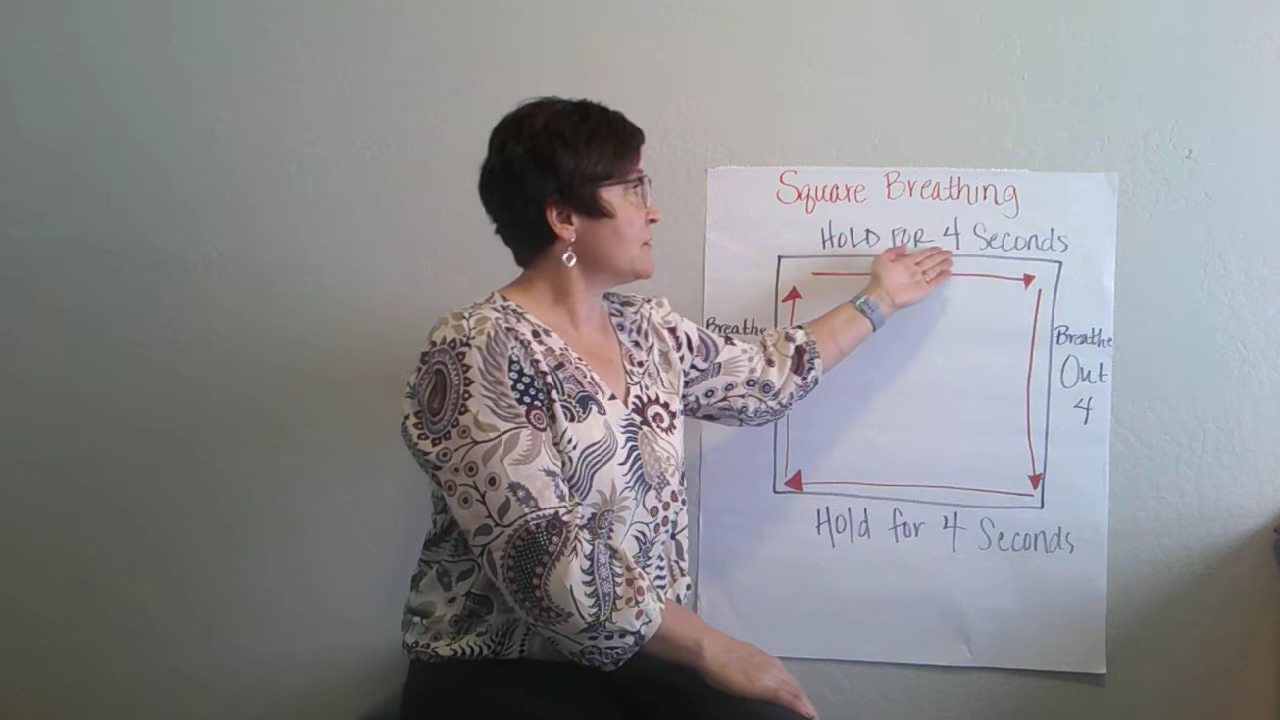 Square Breathing
HOLD FOR 4 Seconds
Breathe
Breathe
Out
4
Hold for 4 Seconds